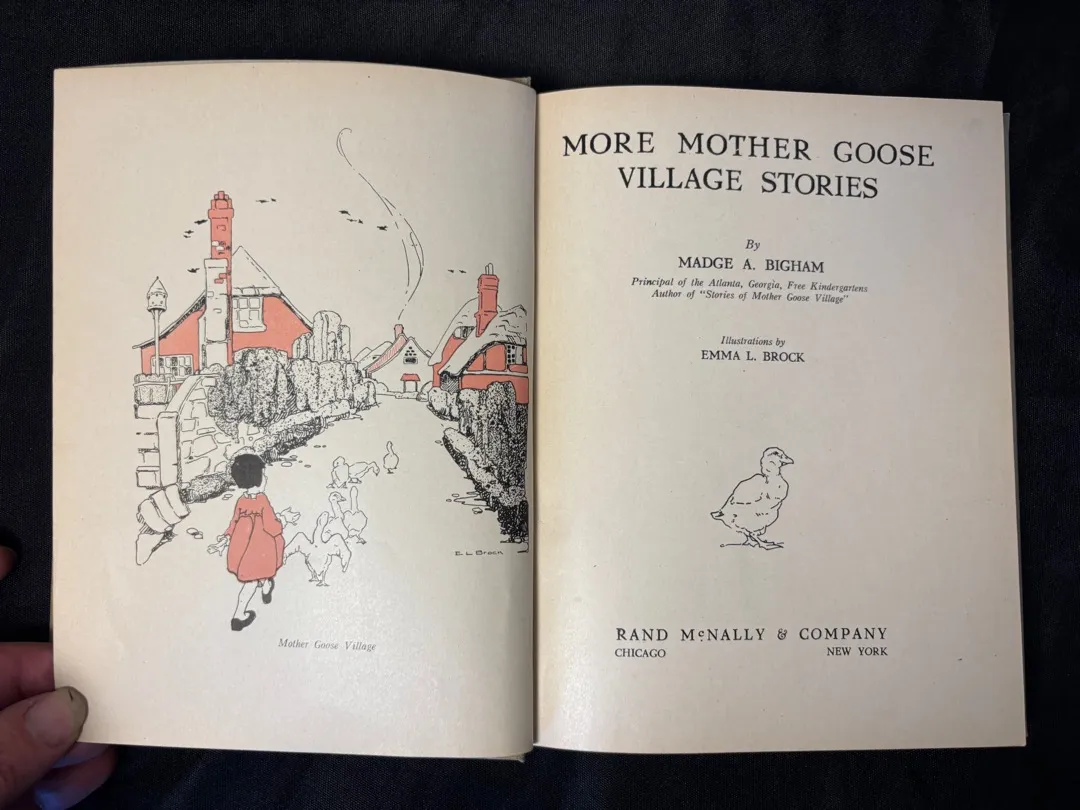 E L Brock
Mother Goose Village
MORE MOTHER GOOSE
VILLAGE STORIES
By
MADGE A. BIGHAM
Principal of the Atlanta, Georgia, Free Kindergartens
Author of "Stories of Mother Goose Village"
Illustrations by
EMMA L. BROCK
RAND McNALLY & COMPANY
CHICAGO NEW YORK